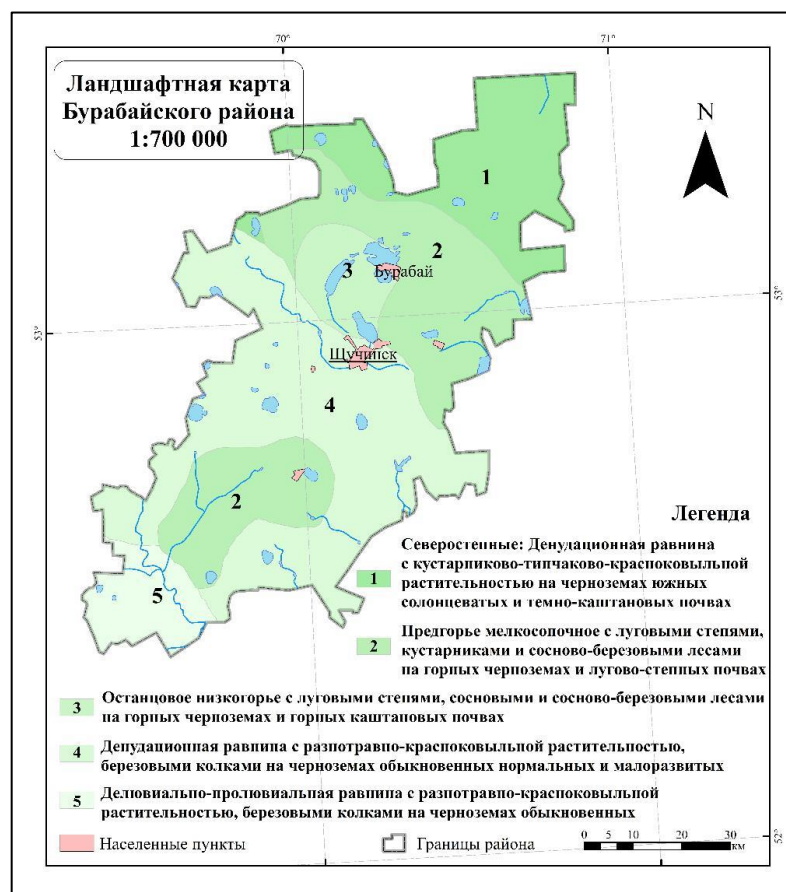 70°
71°
Ландшафтная карта
Бурабайского района
1:700 000
N
1
2
3
Бурабай
53°
53°
Щучинск
4
2
5
Легенда
1 Северостепные: Денудационная равнина
с кустарниково-типчаково-красноковыльной
растительностью на черноземах южных
солонцеватых и темно-каштановых почвах
2 Предгорье мелкосопочное с луговыми степями,
кустарниками и сосново-березовыми лесами
на горных черноземах и лугово-степных почвах
3 Останцовое низкогорье с луговыми степями, сосновыми и сосново-березовыми лесами
на горных черноземах и горных каштановых почвах
4 Денудационная равнина с разнотравно-красноковыльной растительностью,
березовыми колками на черноземах обыкновенных нормальных и малоразвитых
5 Делювиально-пролювиальная равнина с разнотравно-красноковыльной
растительностью, березовыми колками на черноземах обыкновенных
Населенные пункты
Границы района
0 5 10 20 30
км
52°